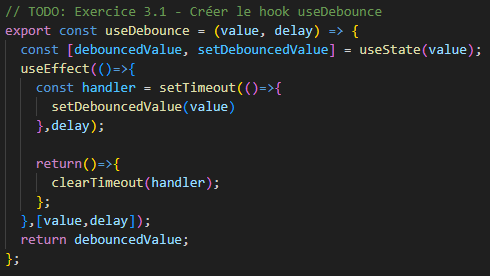 // TODO: Exercice 3.1 - Créer le hook useDebounce
export const useDebounce = (value, delay) => {
  const [debouncedValue, setDebouncedValue] = useState(value);
  useEffect(()=>{
    const handler = setTimeout(()=>{
      setDebouncedValue(value)
    },delay);

    return()=>{
      clearTimeout(handler);
    };
  },[value,delay]);
  return debouncedValue;
};